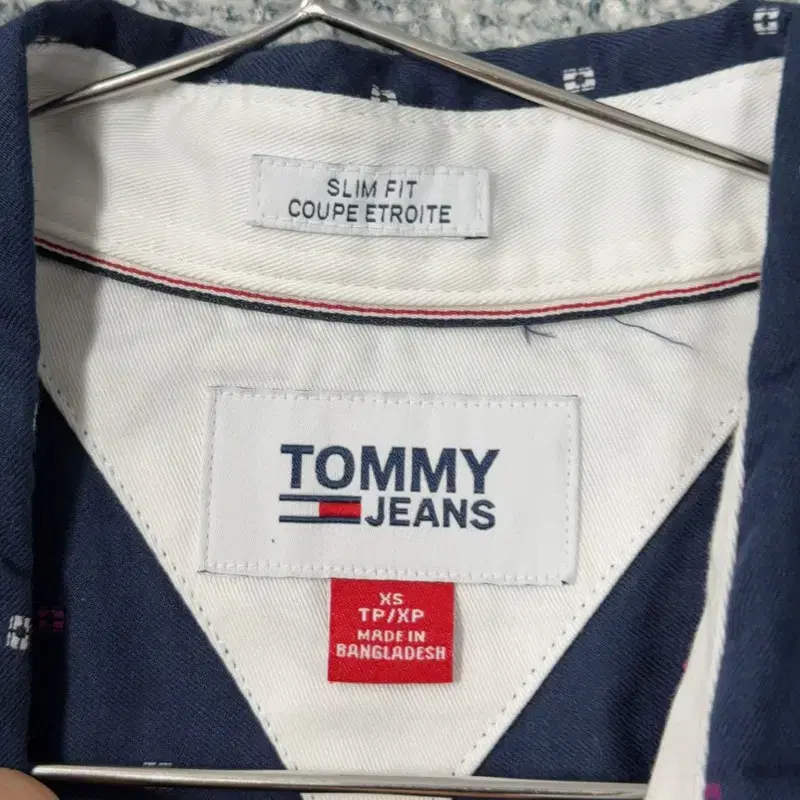 SLIM FIT
COUPE ETROITE
TOMMY
JEANS
XS
TP/XP
MADE IN
BANGLADESH